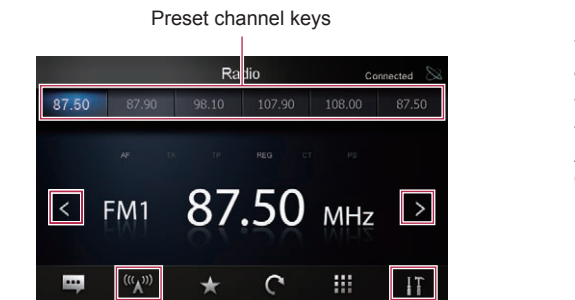 Preset channel keys
Radio Connected
87.50 87.90 98.10 107.90 108.00 87.50
AF TA TP REG CT PS
< FM1 87.50 MHz >